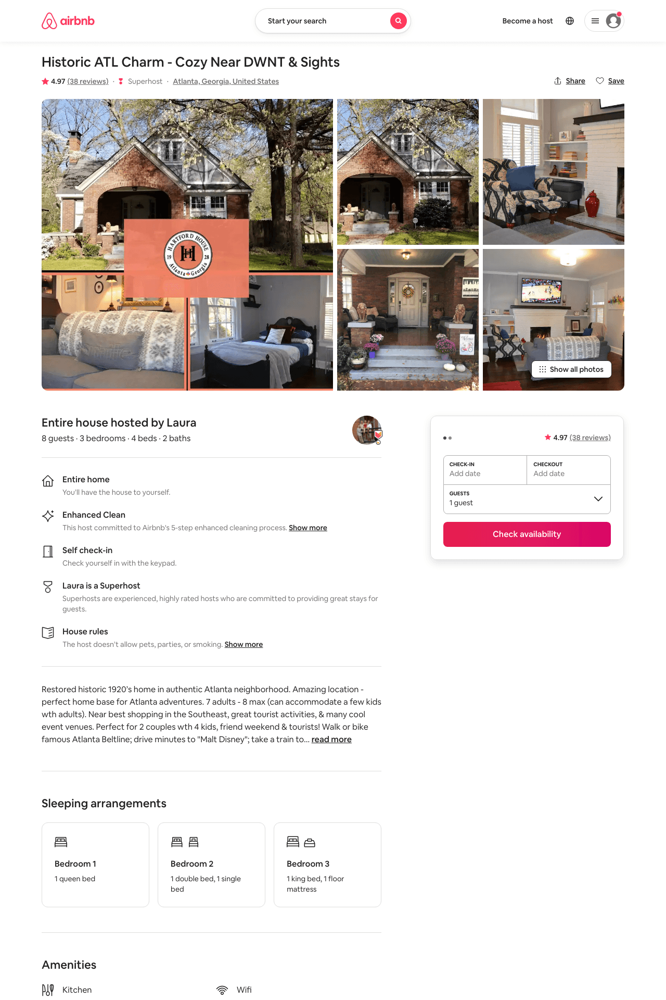 airbnb
Start your search
Become a host
Historic ATL Charm - Cozy Near DWNT & Sights
4.97 (38 reviews) · Superhost · Atlanta, Georgia, United States
Share
Save
HARTFORD HOUSE
19 H 28
Atlanta Georgia
Welcome
Show all photos
Entire house hosted by Laura
8 guests · 3 bedrooms · 4 beds · 2 baths
4.97 (38 reviews)
CHECK-IN
Add date
CHECKOUT
Add date
GUESTS
1 guest
Check availability
Entire home
You’ll have the house to yourself.
Enhanced Clean
This host committed to Airbnb's 5-step enhanced cleaning process. Show more
Self check-in
Check yourself in with the keypad.
Laura is a Superhost
Superhosts are experienced, highly rated hosts who are committed to providing great stays for
guests.
House rules
The host doesn’t allow pets, parties, or smoking. Show more
Restored historic 1920’s home in authentic Atlanta neighborhood. Amazing location -
perfect home base for Atlanta adventures. 7 adults - 8 max (can accommodate a few kids
wth adults). Near best shopping in the Southeast, great tourist activities, & many cool
event venues. Perfect for 2 couples wth 4 kids, friend weekend & tourists! Walk or bike
famous Atlanta Beltline; drive minutes to "Malt Disney"; take a train to... read more
Sleeping arrangements
Bedroom 1
1 queen bed
Bedroom 2
1 double bed, 1 single
bed
Bedroom 3
1 king bed, 1 floor
mattress
Amenities
Kitchen
Wifi